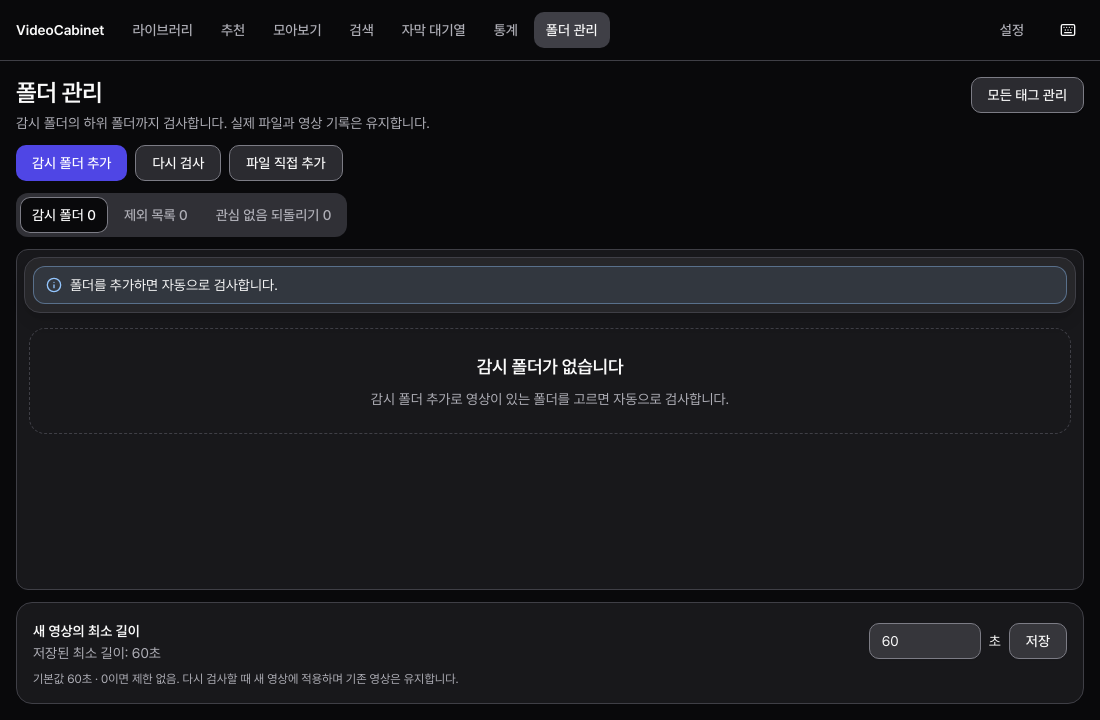 VideoCabinet 라이브러리 추천 모아보기 검색 자막 대기열 통계 폴더 관리 설정
폴더 관리
모든 태그 관리
감시 폴더의 하위 폴더까지 검사합니다. 실제 파일과 영상 기록은 유지합니다.
감시 폴더 추가 다시 검사 파일 직접 추가
감시 폴더 0 제외 목록 0 관심 없음 되돌리기 0
폴더를 추가하면 자동으로 검사합니다.
감시 폴더가 없습니다
감시 폴더 추가로 영상이 있는 폴더를 고르면 자동으로 검사합니다.
새 영상의 최소 길이
저장된 최소 길이: 60초
60 초 저장
기본값 60초 · 0이면 제한 없음. 다시 검사할 때 새 영상에 적용하며 기존 영상은 유지합니다.